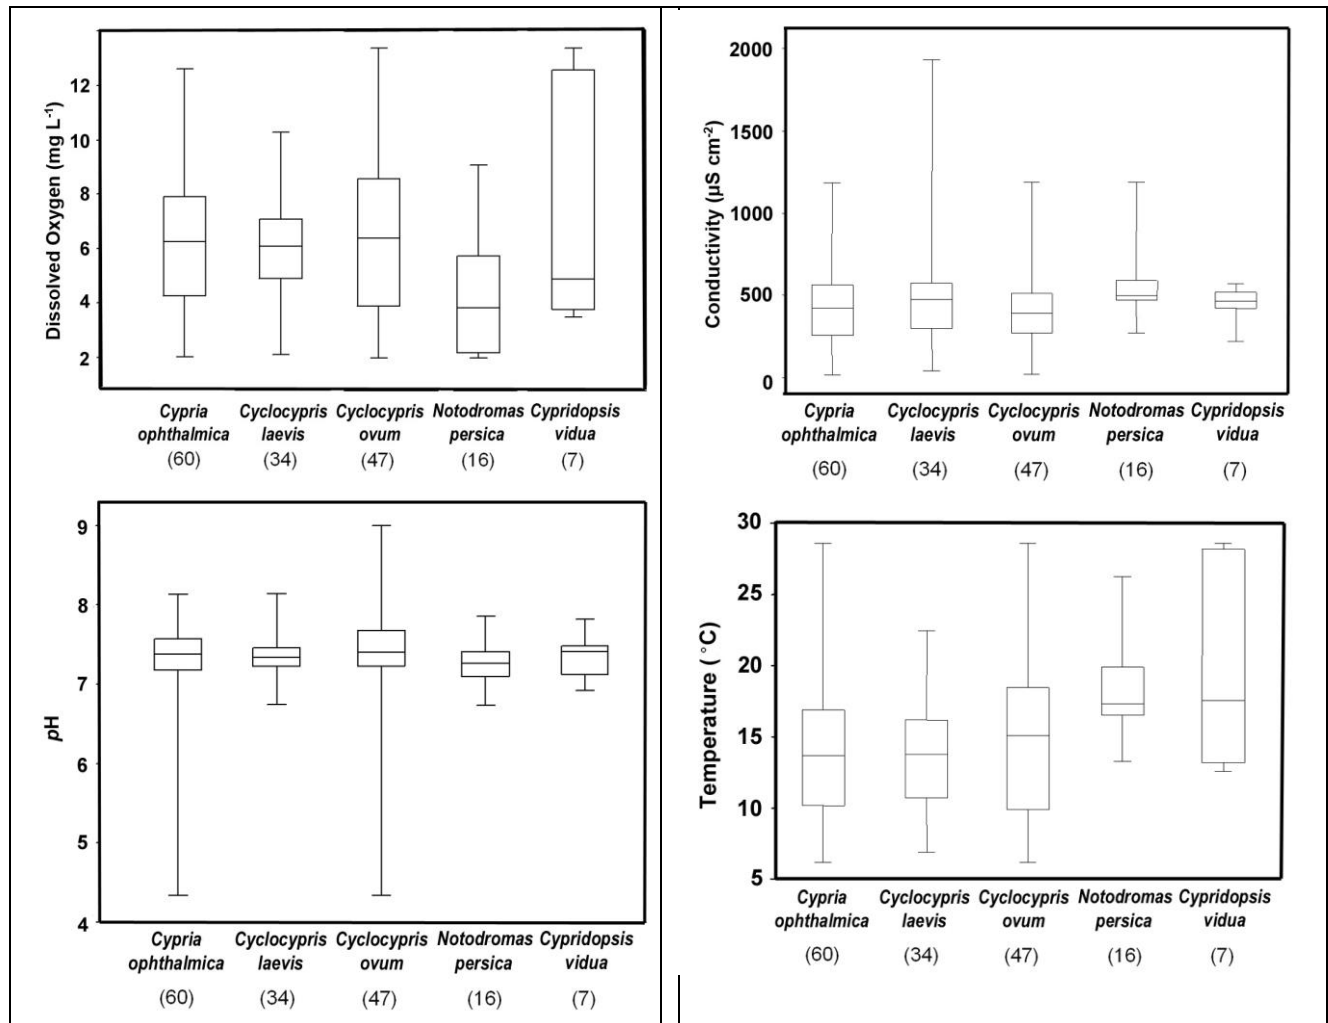 Dissolved Oxygen (mg L-1)
12
10
8
6
4
2
Cypria Cyclocypris Cyclocypris Notodromas Cypridopsis
ophthalmica laevis ovum persica vidua
(60) (34) (47) (16) (7)
Conductivity (µS cm-2)
2000
1500
1000
500
0
Cypria Cyclocypris Cyclocypris Notodromas Cypridopsis
ophthalmica laevis ovum persica vidua
(60) (34) (47) (16) (7)
pH
9
8
7
6
5
4
Cypria Cyclocypris Cyclocypris Notodromas Cypridopsis
ophthalmica laevis ovum persica vidua
(60) (34) (47) (16) (7)
Temperature ( °C)
30
25
20
15
10
5
Cypria Cyclocypris Cyclocypris Notodromas Cypridopsis
ophthalmica laevis ovum persica vidua
(60) (34) (47) (16) (7)